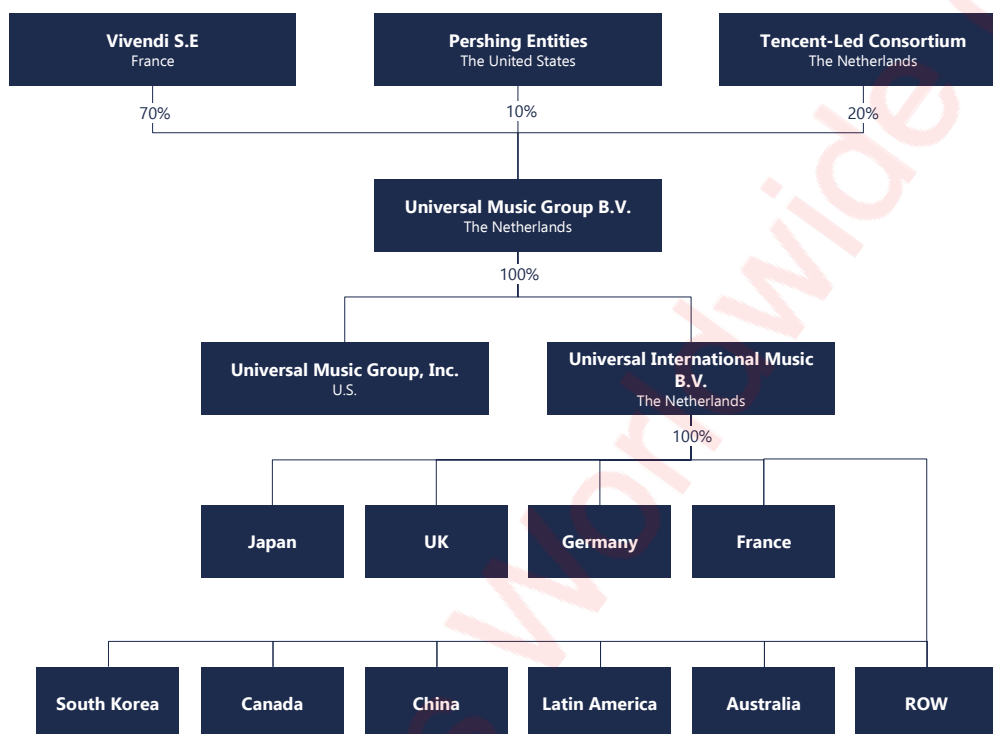 Vivendi S.E
France
Pershing Entities
The United States
Tencent-Led Consortium
The Netherlands
70%
10%
20%
Universal Music Group B.V.
The Netherlands
100%
Universal Music Group, Inc.
U.S.
Universal International Music
B.V.
The Netherlands
100%
Japan
UK
Germany
France
South Korea
Canada
China
Latin America
Australia
ROW
s Worldwide